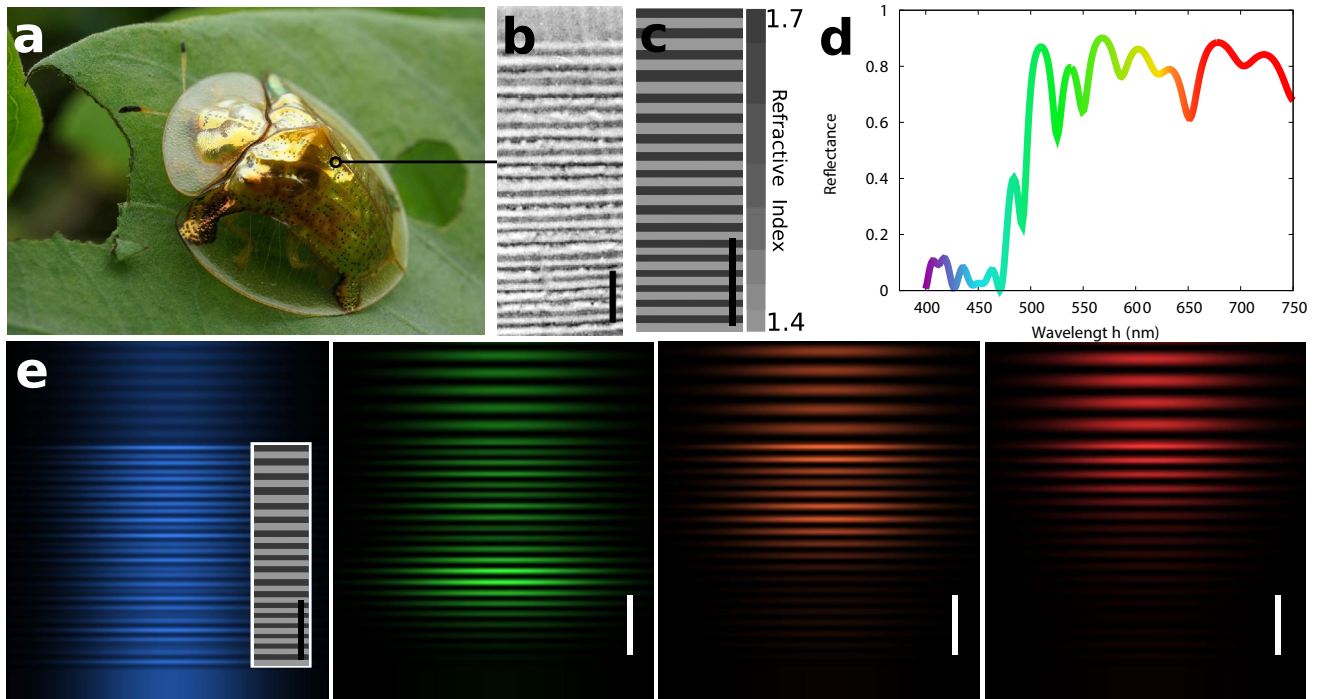 a
b
c
1.7
Refractive Index
1.4
d
1
0.8
0.6
0.4
0.2
0
Reflectance
400 450 500 550 600 650 700 750
Wavelengt h (nm)
e